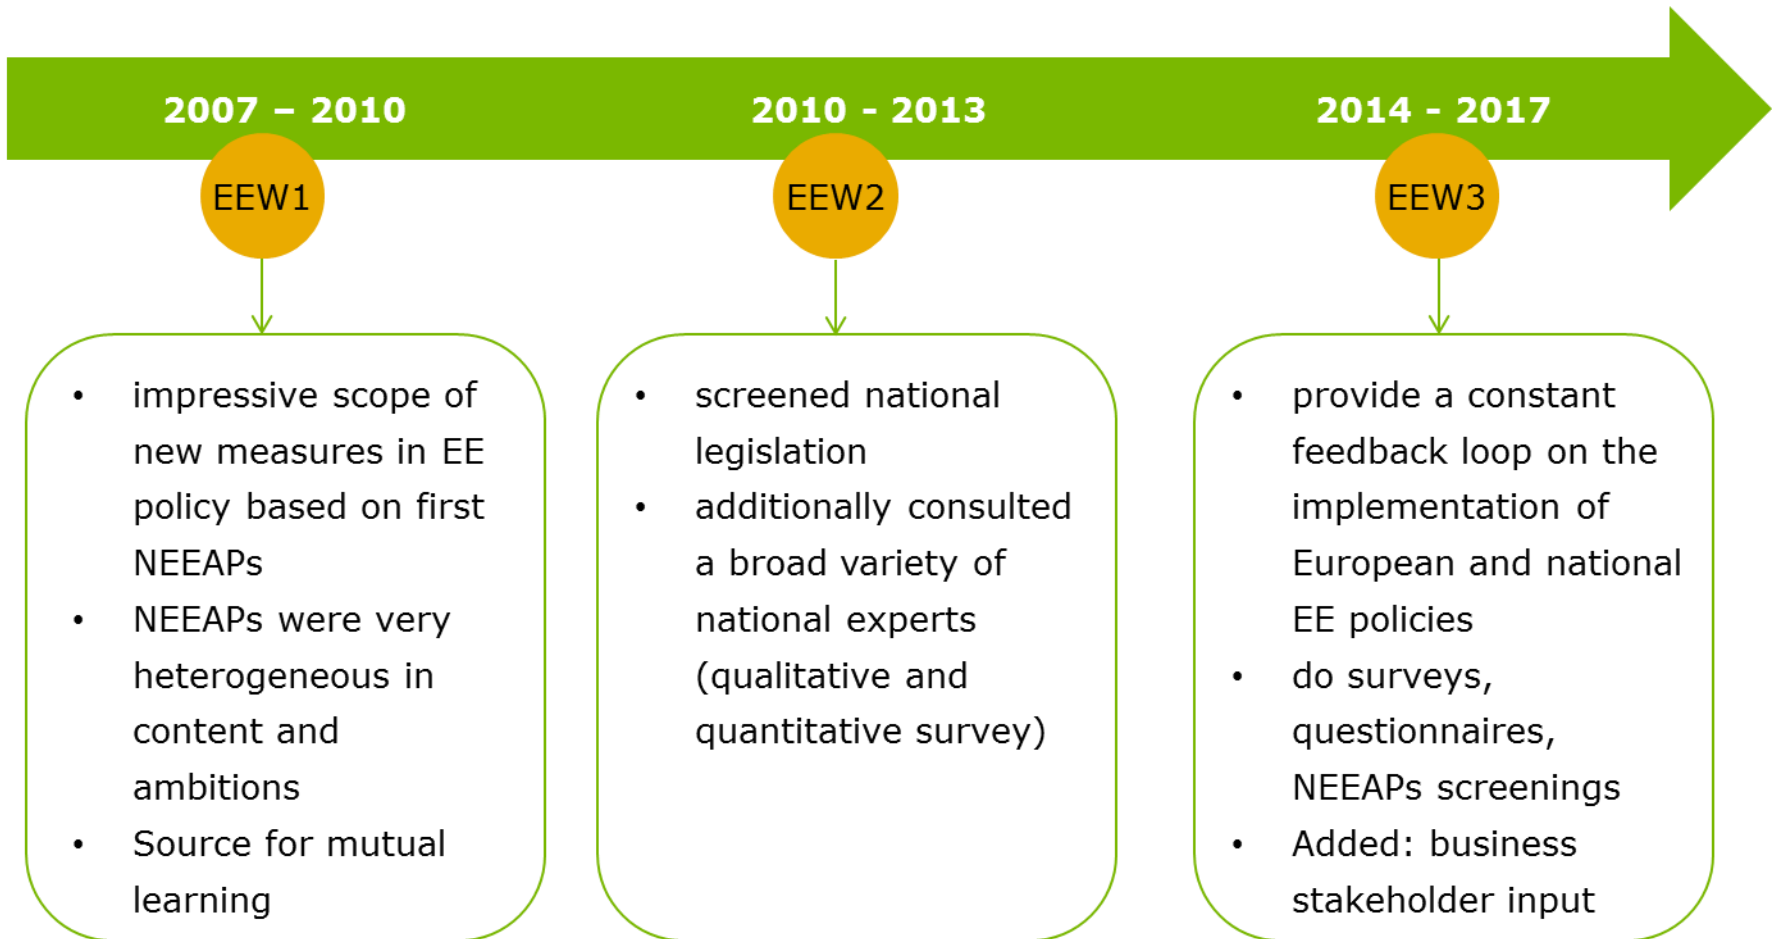 2007 – 2010
2010 - 2013
2014 - 2017
EEW1
EEW2
EEW3
• impressive scope of
new measures in EE
policy based on first
NEEAPs
• NEEAPs were very
heterogeneous in
content and
ambitions
• Source for mutual
learning
• screened national
legislation
• additionally consulted
a broad variety of
national experts
(qualitative and
quantitative survey)
• provide a constant
feedback loop on the
implementation of
European and national
EE policies
• do surveys,
questionnaires,
NEEAPs screenings
• Added: business
stakeholder input